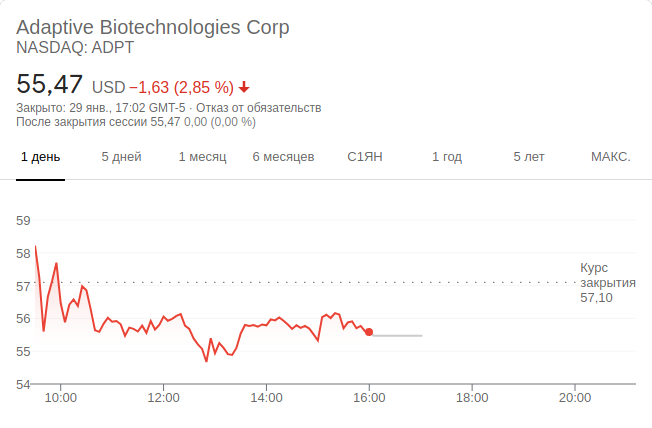 Adaptive Biotechnologies Corp
NASDAQ: ADPT
55,47 USD −1,63 (2,85 %)
Закрыто: 29 янв., 17:02 GMT-5 · Отказ от обязательств
После закрытия сессии 55,47 0,00 (0,00 %)
1 день 5 дней 1 месяц 6 месяцев С1ЯН 1 год 5 лет МАКС.
59
58
57
56
55
54
Курс
закрытия
57,10
10:00 12:00 14:00 16:00 18:00 20:00